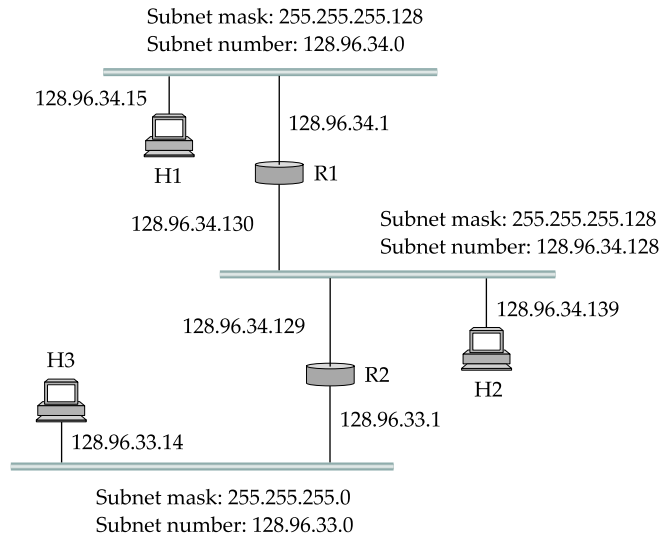 Subnet mask: 255.255.255.128
Subnet number: 128.96.34.0
128.96.34.15
128.96.34.1
H1
R1
128.96.34.130
Subnet mask: 255.255.255.128
Subnet number: 128.96.34.128
128.96.34.139
128.96.34.129
H3
R2
H2
128.96.33.1
128.96.33.14
Subnet mask: 255.255.255.0
Subnet number: 128.96.33.0